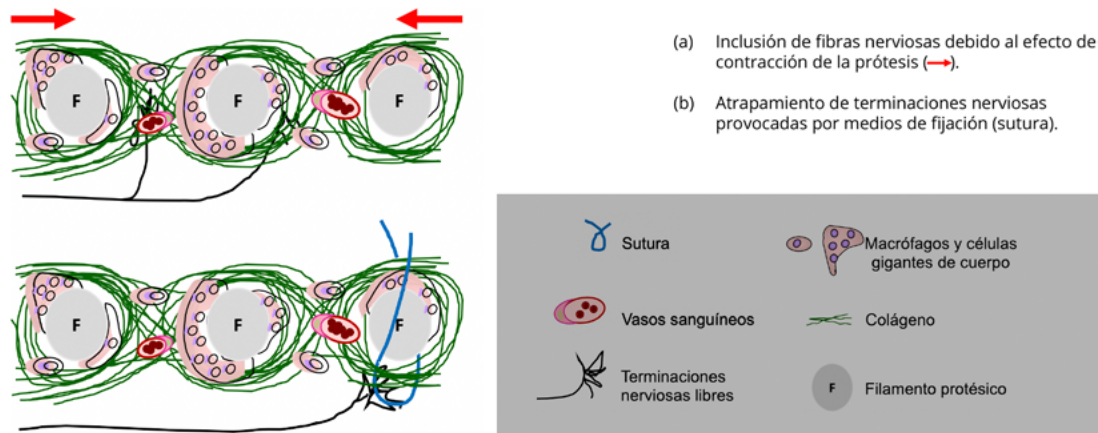 (a) Inclusión de fibras nerviosas debido al efecto de
contracción de la prótesis (→).
(b) Atrapamiento de terminaciones nerviosas
provocadas por medios de fijación (sutura).
F
F
F
F
F
F
Sutura
Macrófagos y células
gigantes de cuerpo
Vasos sanguíneos
Colágeno
Terminaciones
nerviosas libres
F
Filamento protésico